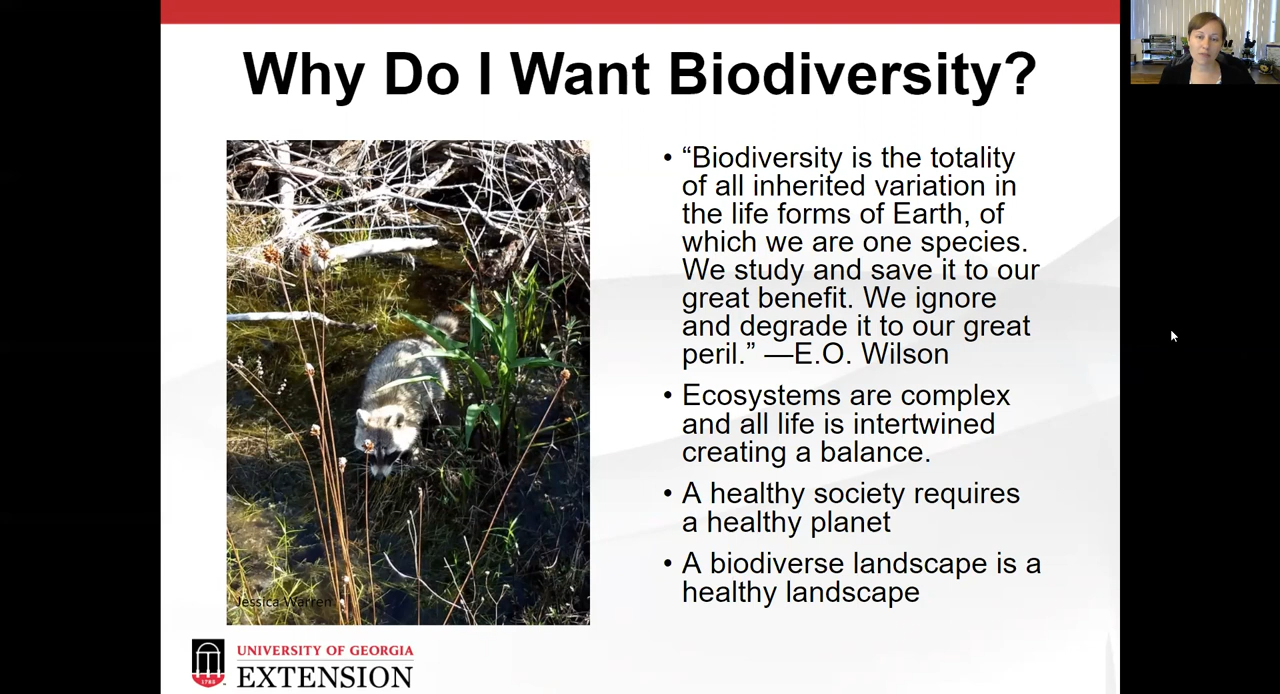 Why Do I Want Biodiversity?
• “Biodiversity is the totality
of all inherited variation in
the life forms of Earth, of
which we are one species.
We study and save it to our
great benefit. We ignore
and degrade it to our great
peril.” —E.O. Wilson
• Ecosystems are complex
and all life is intertwined
creating a balance.
• A healthy society requires
a healthy planet
• A biodiverse landscape is a
healthy landscape
Jessica Warren
1785
UNIVERSITY OF GEORGIA
EXTENSION